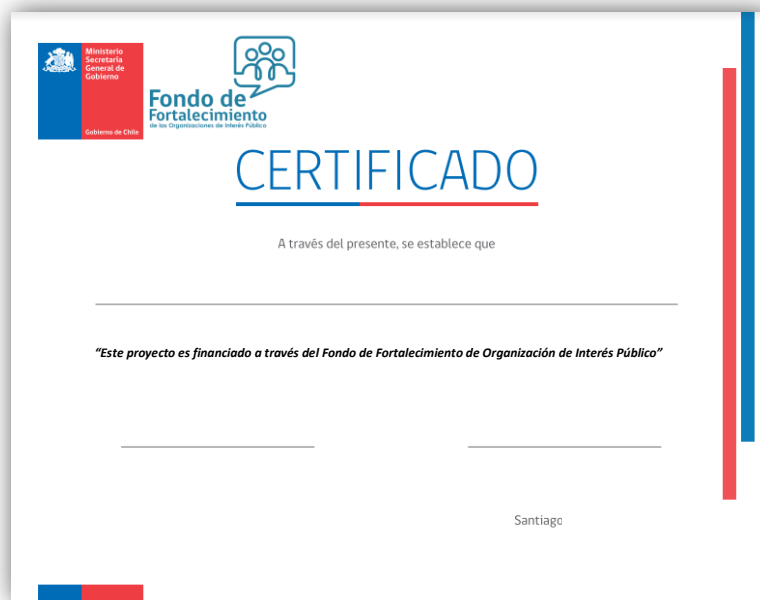 Ministerio
Secretaría
General de
Gobierno
Gobierno de Chile
Fondo de
Fortalecimiento
de las Organizaciones de Interés Público
CERTIFICADO
A través del presente, se establece que
“Este proyecto es financiado a través del Fondo de Fortalecimiento de Organización de Interés Público”
Santiago